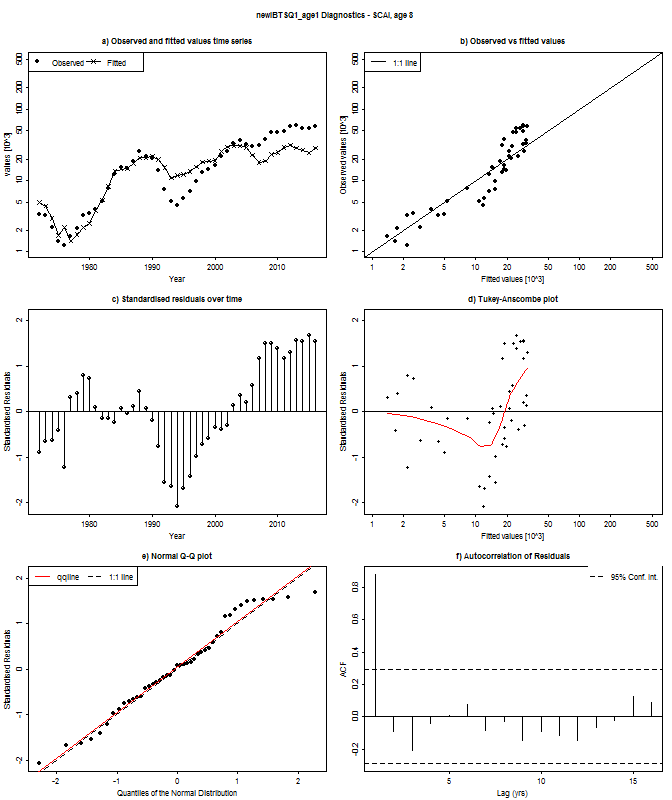 newIBTSQ1_age1 Diagnostics - SCAI, age 8
a) Observed and fitted values time series
values [10^3]
500
200
100
50
20
10
5
2
1
Observed
Fitted
1980
1990
2000
2010
Year
b) Observed vs fitted values
Observed values [10^3]
500
200
100
50
20
10
5
2
1
1:1 line
1
2
5
10
20
50
100
200
500
Fitted values [10^3]
c) Standardised residuals over time
Standardised Residuals
2
1
0
-1
-2
1980
1990
2000
2010
Year
d) Tukey-Anscombe plot
Standardised Residuals
2
1
0
-1
-2
1
2
5
10
20
50
100
200
500
Fitted values [10^3]
e) Normal Q-Q plot
Standardised Residuals
2
1
0
-1
-2
qqline
1:1 line
-2
-1
0
1
2
Quantiles of the Normal Distribution
f) Autocorrelation of Residuals
ACF
0.8
0.6
0.4
0.2
0.0
-0.2
95% Conf. Int.
5
10
15
Lag (yrs)